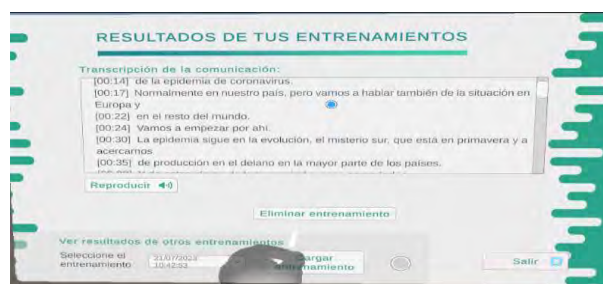 RESULTADOS DE TUS ENTRENAMIENTOS
Transcripción de la comunicación:
[00:14] de la epidemia de coronavirus.
[00:17] Normalmente en nuestro país, pero vamos a hablar también de la situación en
Europa y
[00:22] en el resto del mundo.
[00:24] Vamos a empezar por ahí.
[00:30] La epidemia sigue en la evolución, el misterio sur, que está en primavera y a
acercamos
[00:35] de producción en el delano en la mayor parte de los países.
Reproducir
Eliminar entrenamiento
Ver resultados de otros entrenamientos
Seleccione el
entrenamiento
Cargar
entrenamiento
Salir